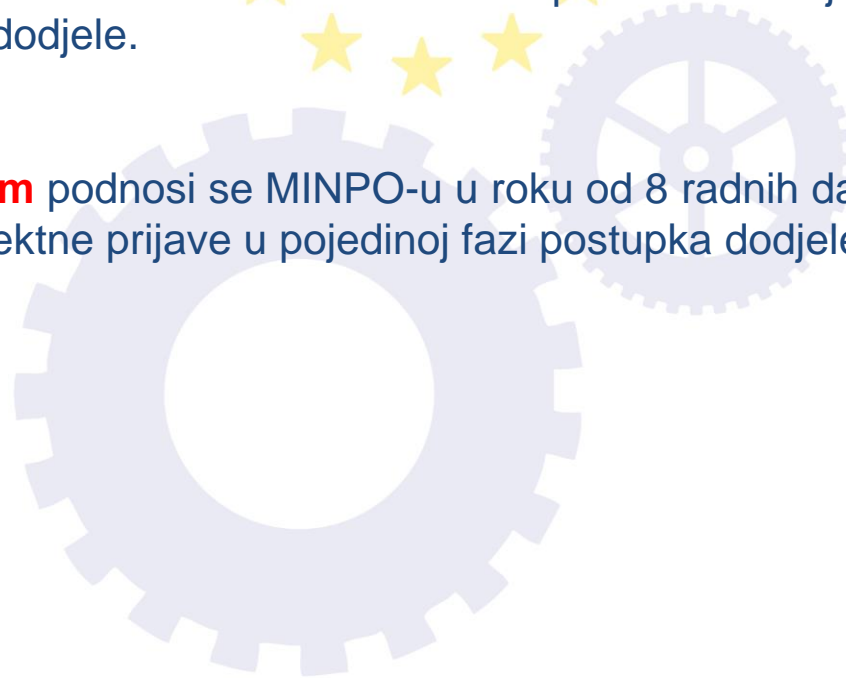 dodjele.
m podnosi se MINPO-u u roku od 8 radnih da
ektne prijave u pojedinoj fazi postupka dodjele